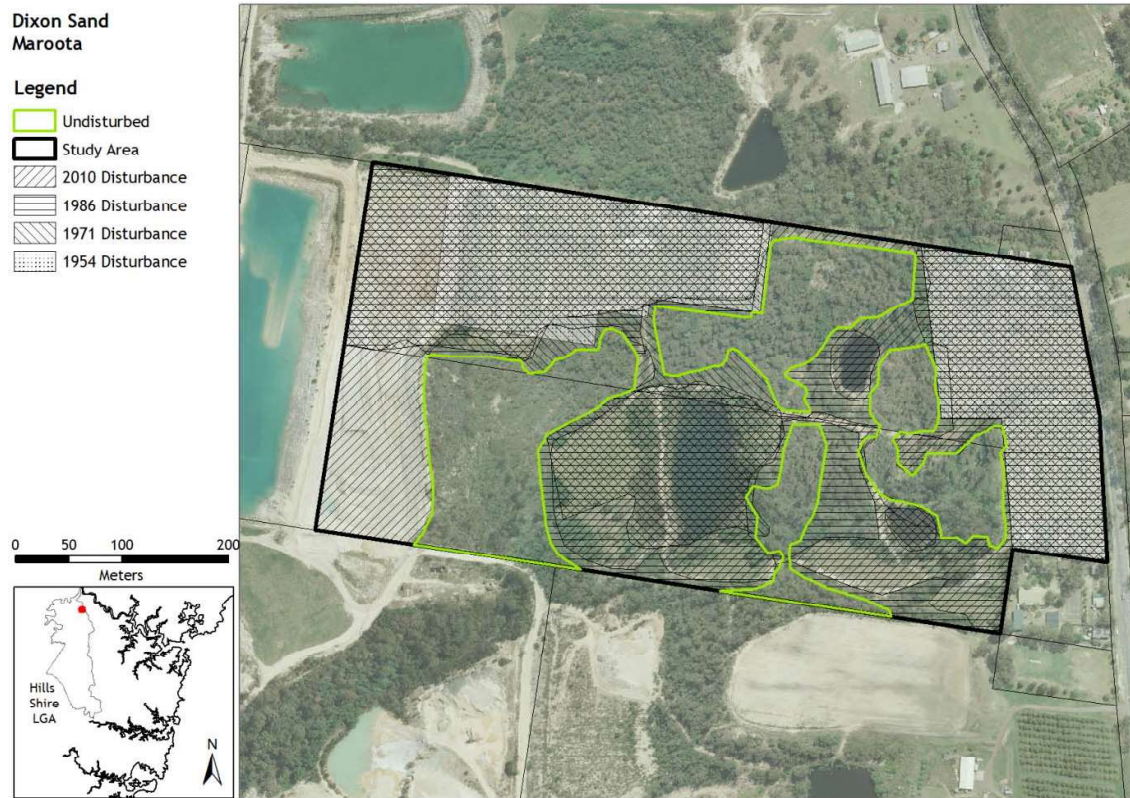 Dixon Sand
Maroota
Legend
Undisturbed
Study Area
2010 Disturbance
1986 Disturbance
1971 Disturbance
1954 Disturbance
0 50 100 200
Meters
Hills
Shire
LGA
N